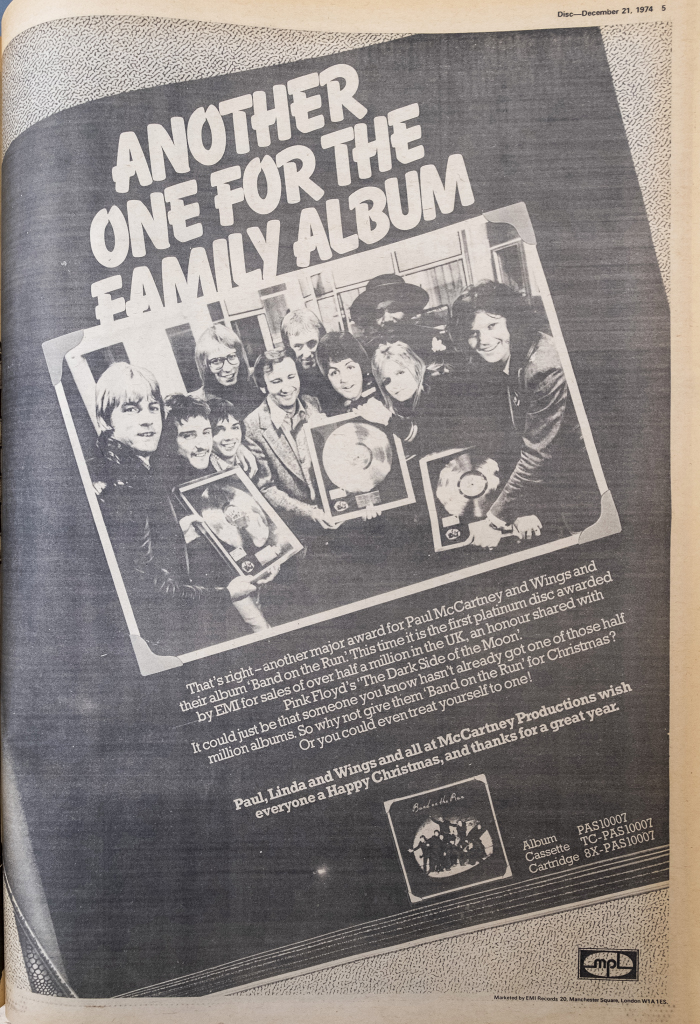 Disc—December 21, 1974 5
ANOTHER
ONE FOR THE
FAMILY ALBUM
That's right – another major award for Paul McCartney and Wings and
their album 'Band on the Run'. This time it is the first platinum disc awarded
by EMI for sales of over half a million in the UK, an honour shared with
Pink Floyd's 'The Dark Side of the Moon'.
It could just be that someone you know hasn't already got one of those half
million albums. So why not give them 'Band on the Run' for Christmas?
Or you could even treat yourself to one!
Paul, Linda and Wings and all at McCartney Productions wish
everyone a Happy Christmas, and thanks for a great year.
Band on the Run
Album PAS10007
Cassette TC-PAS10007
Cartridge 8X-PAS10007
mpl
Marketed by EMI Records 20, Manchester Square, London W1A 1ES.